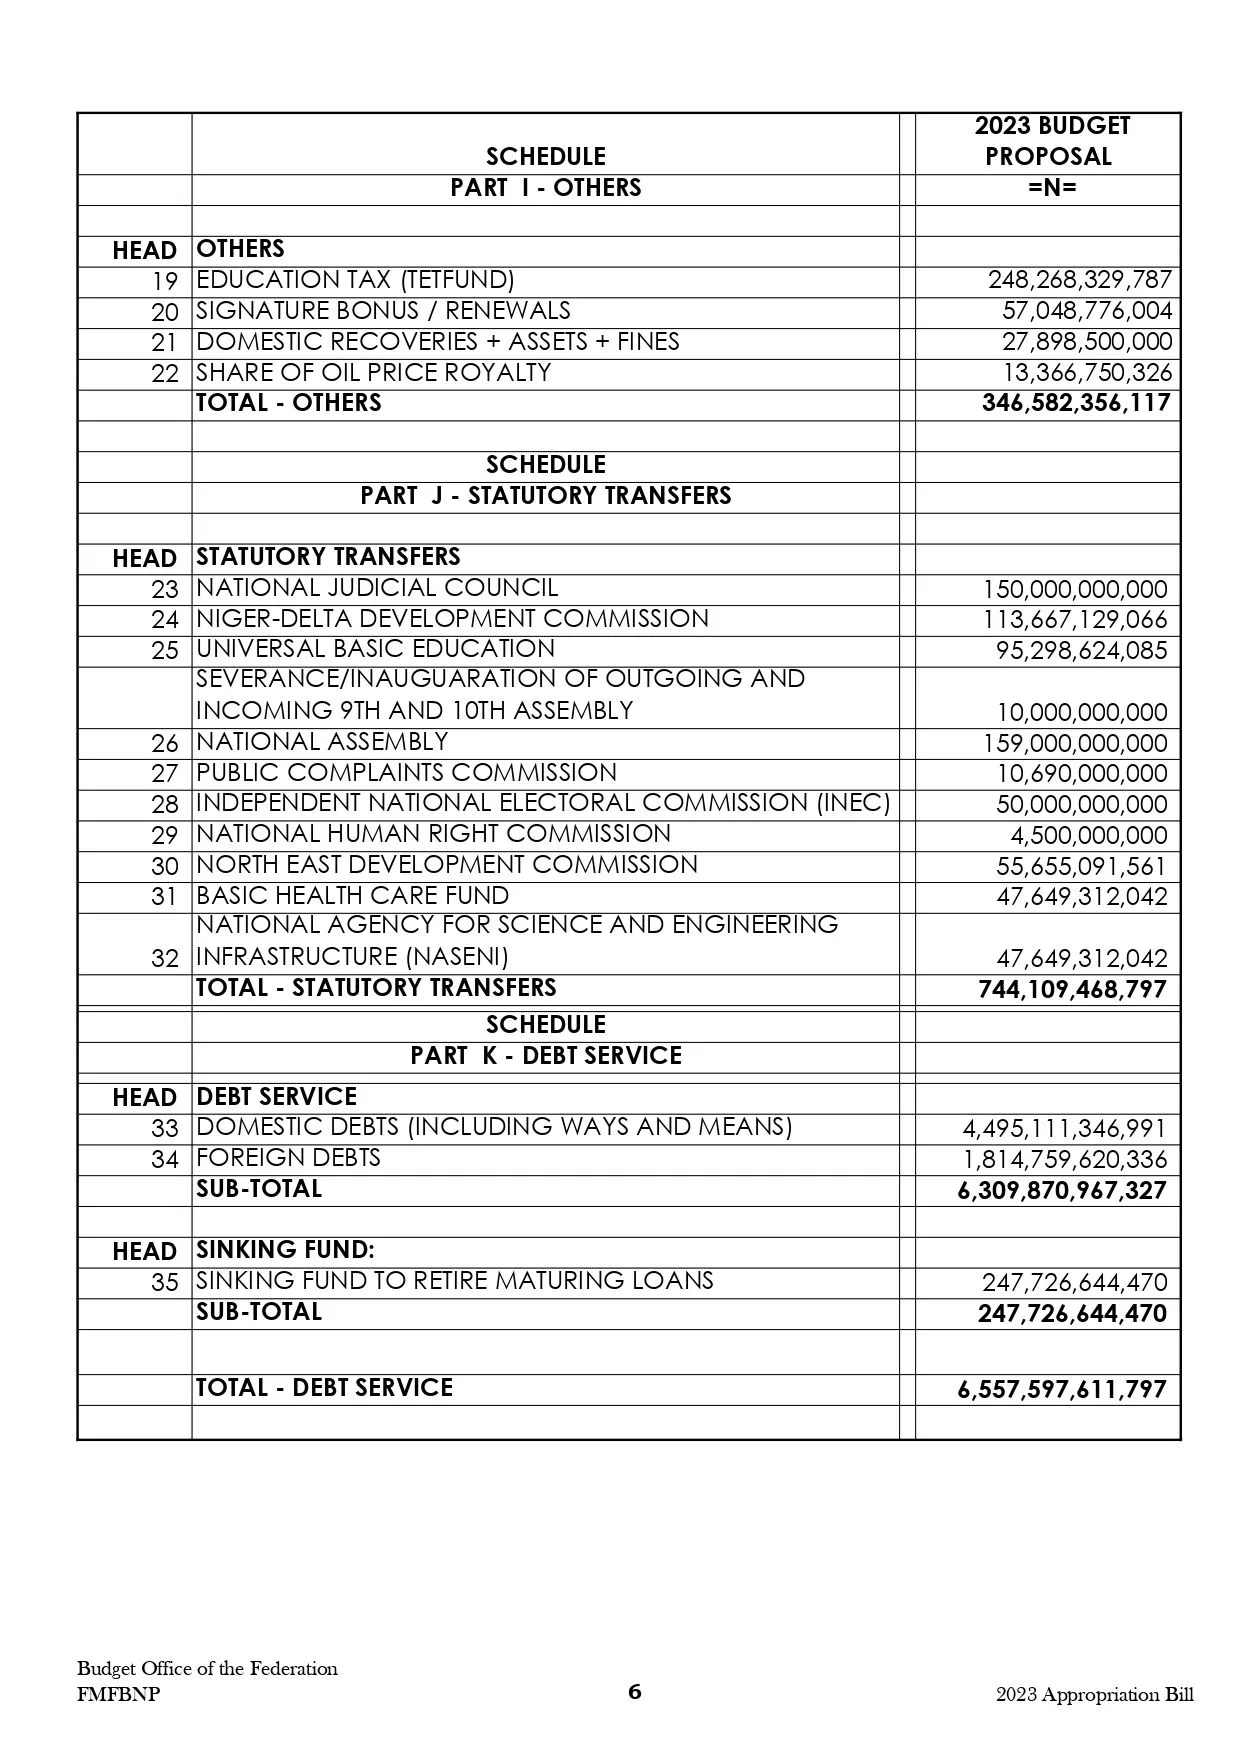 2023 BUDGET
SCHEDULE PROPOSAL
PART I - OTHERS =N=
HEAD OTHERS
19 EDUCATION TAX (TETFUND) 248,268,329,787
20 SIGNATURE BONUS / RENEWALS 57,048,776,004
21 DOMESTIC RECOVERIES + ASSETS + FINES 27,898,500,000
22 SHARE OF OIL PRICE ROYALTY 13,366,750,326
TOTAL - OTHERS 346,582,356,117
SCHEDULE
PART J - STATUTORY TRANSFERS
HEAD STATUTORY TRANSFERS
23 NATIONAL JUDICIAL COUNCIL 150,000,000,000
24 NIGER-DELTA DEVELOPMENT COMMISSION 113,667,129,066
25 UNIVERSAL BASIC EDUCATION 95,298,624,085
SEVERANCE/INAUGUARATION OF OUTGOING AND
INCOMING 9TH AND 10TH ASSEMBLY 10,000,000,000
26 NATIONAL ASSEMBLY 159,000,000,000
27 PUBLIC COMPLAINTS COMMISSION 10,690,000,000
28 INDEPENDENT NATIONAL ELECTORAL COMMISSION (INEC) 50,000,000,000
29 NATIONAL HUMAN RIGHT COMMISSION 4,500,000,000
30 NORTH EAST DEVELOPMENT COMMISSION 55,655,091,561
31 BASIC HEALTH CARE FUND 47,649,312,042
NATIONAL AGENCY FOR SCIENCE AND ENGINEERING
32 INFRASTRUCTURE (NASENI) 47,649,312,042
TOTAL - STATUTORY TRANSFERS 744,109,468,797
SCHEDULE
PART K - DEBT SERVICE
HEAD DEBT SERVICE
33 DOMESTIC DEBTS (INCLUDING WAYS AND MEANS) 4,495,111,346,991
34 FOREIGN DEBTS 1,814,759,620,336
SUB-TOTAL 6,309,870,967,327
HEAD SINKING FUND:
35 SINKING FUND TO RETIRE MATURING LOANS 247,726,644,470
SUB-TOTAL 247,726,644,470
TOTAL - DEBT SERVICE 6,557,597,611,797
Budget Office of the Federation
FMFBNP 6 2023 Appropriation Bill